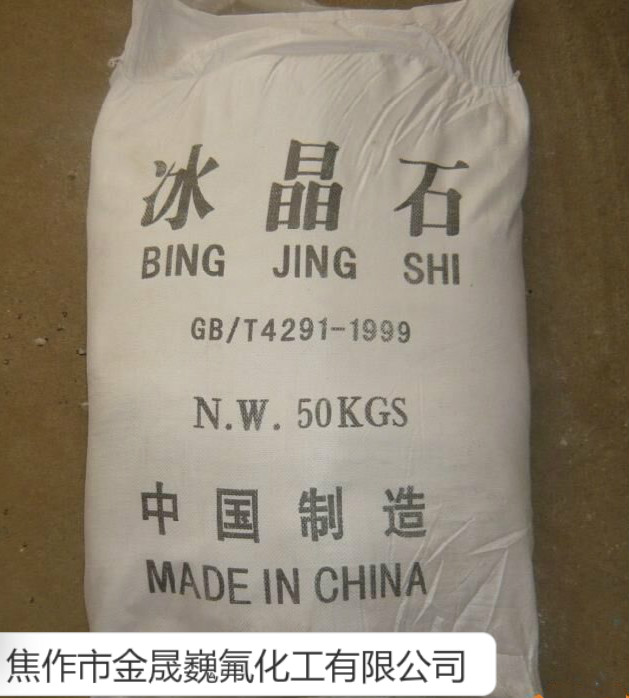 冰晶石
BING JING SHI
GB/T4291-1999
N.W. 50KGS
中国制造
MADE IN CHINA
焦作市金晟巍氟化工有限公司